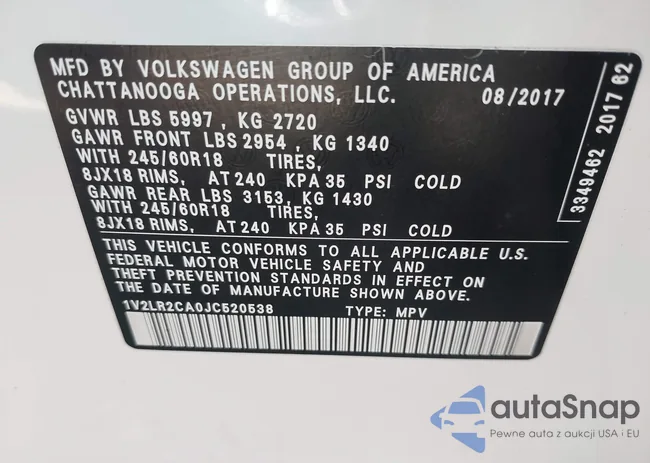 MFD BY VOLKSWAGEN GROUP OF AMERICA
CHATTANOOGA OPERATIONS, LLC. 08/2017
GVWR LBS 5997, KG 2720
GAWR FRONT LBS 2954, KG 1340
WITH 245/60R18 TIRES,
8JX18 RIMS, AT 240 KPA 35 PSI COLD
GAWR REAR LBS 3153, KG 1430
WITH 245/60R18 TIRES,
8JX18 RIMS, AT 240 KPA 35 PSI COLD
THIS VEHICLE CONFORMS TO ALL APPLICABLE U.S.
FEDERAL MOTOR VEHICLE SAFETY AND
THEFT PREVENTION STANDARDS IN EFFECT ON
THE DATE OF MANUFACTURE SHOWN ABOVE.
1V2LR2CA0JC520538 TYPE: MPV
3349462 2017 62
autaSnap
Pewne auta z aukcji USA i EU